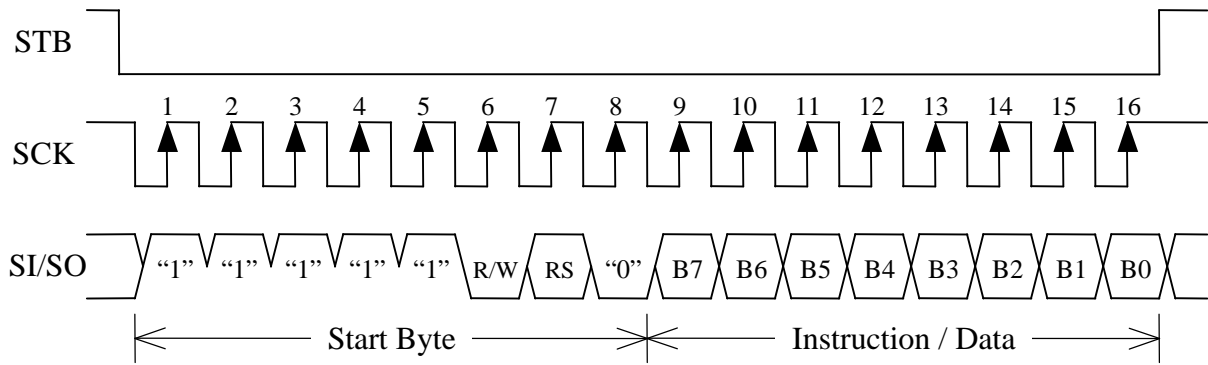 STB
1 2 3 4 5 6 7 8 9 10 11 12 13 14 15 16
SCK
SI/SO “1” “1” “1” “1” “1” R/W RS “0” B7 B6 B5 B4 B3 B2 B1 B0
Start Byte Instruction / Data